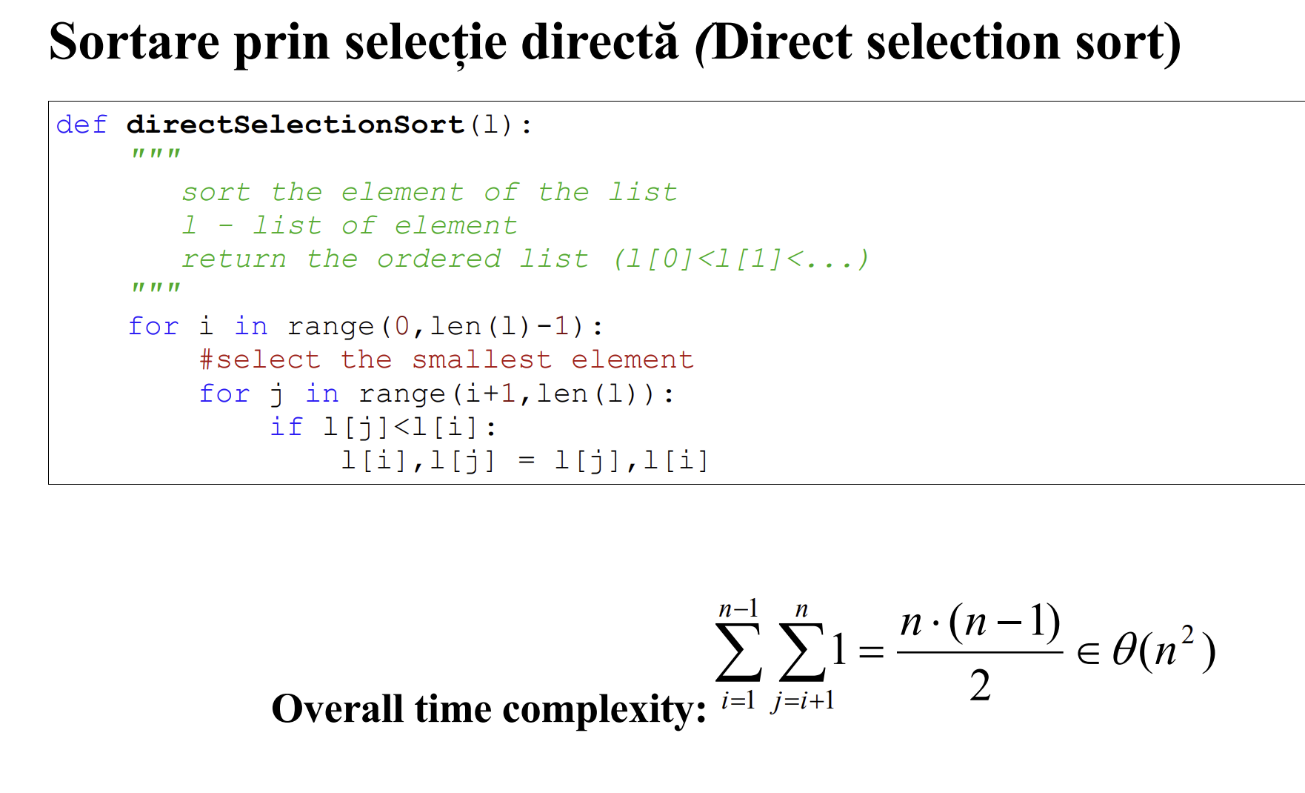 Sortare prin selecție directă (Direct selection sort)
def directSelectionSort(l):
    """
       sort the element of the list
       l - list of element
       return the ordered list (l[0]<l[1]<...)
    """
    for i in range(0,len(l)-1):
        #select the smallest element
        for j in range(i+1,len(l)):
            if l[j]<l[i]:
                l[i],l[j] = l[j],l[i]
Overall time complexity: ∑_{i=1}^{n−1} ∑_{j=i+1}^{n} 1 = n·(n−1)/2 ∈ θ(n²)